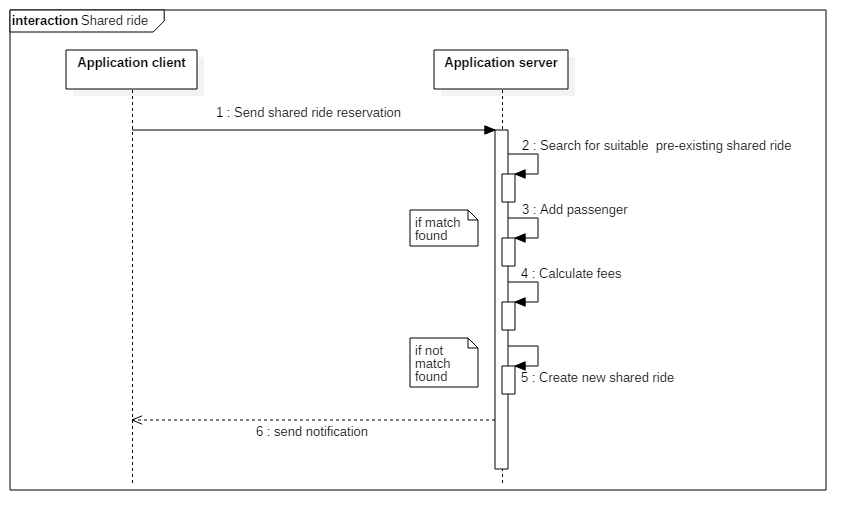 interaction Shared ride
Application client
Application server
1 : Send shared ride reservation
2 : Search for suitable  pre-existing shared ride
3 : Add passenger
if match
found
4 : Calculate fees
if not
match
found
5 : Create new shared ride
6 : send notification